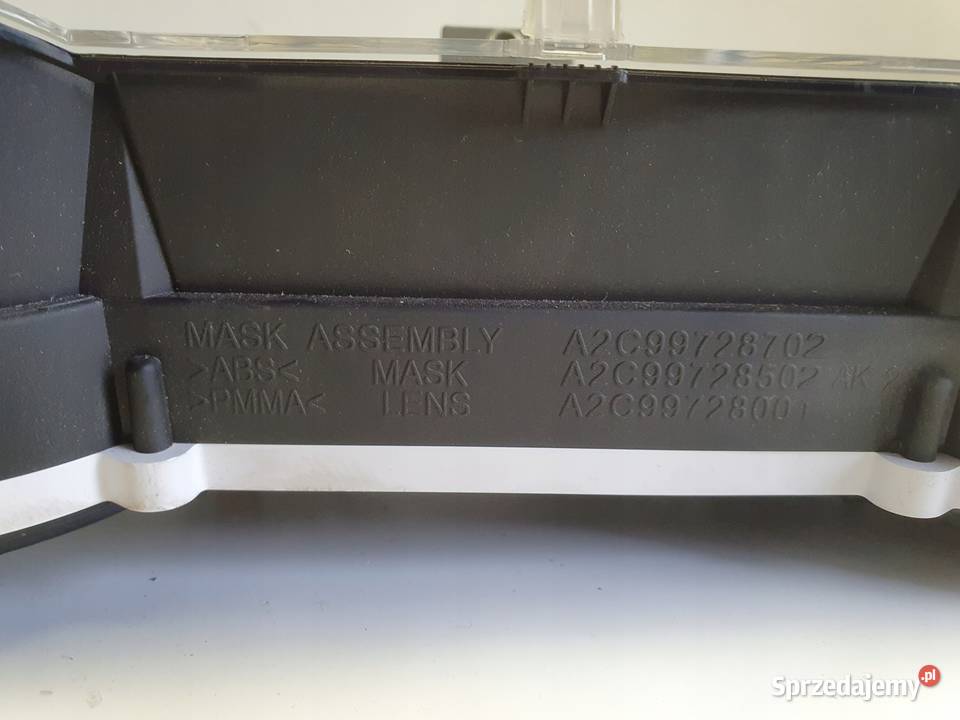 MASK ASSEMBLY A2C99728702
>ABS< MASK A2C99728502 AK
>PMMA< LENS A2C99728001
Sprzedajemy.pl